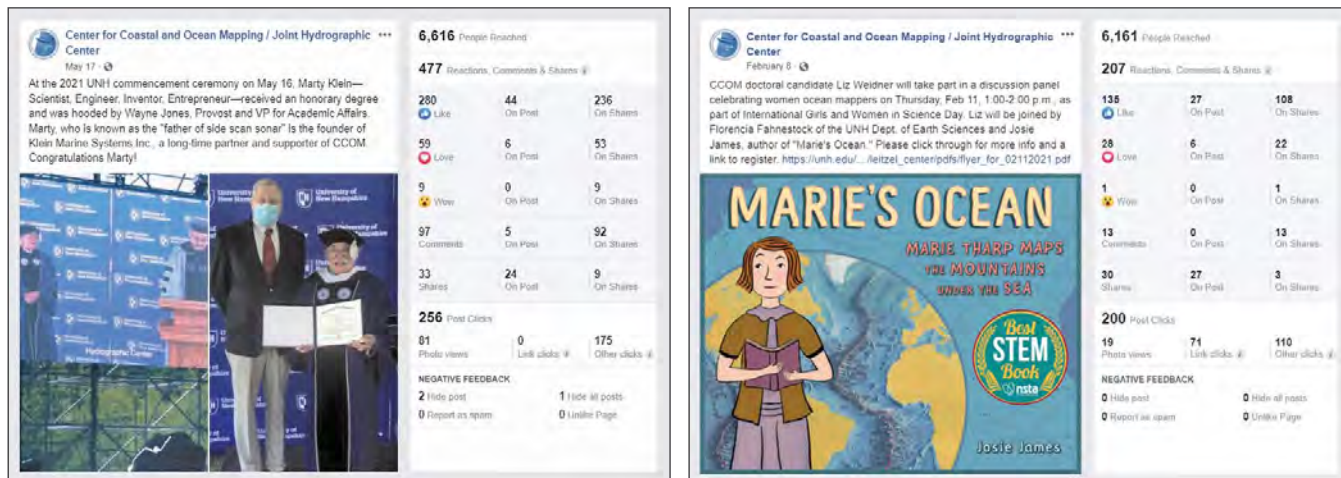 Center for Coastal and Ocean Mapping / Joint Hydrographic
Center
May 17
At the 2021 UNH commencement ceremony on May 16, Marty Klein—
Scientist, Engineer, Inventor, Entrepreneur—received an honorary degree
and was hooded by Wayne Jones, Provost and VP for Academic Affairs.
Marty, who is known as the "father of side scan sonar" is the founder of
Klein Marine Systems Inc., a long-time partner and supporter of CCOM.
Congratulations Marty!
University of
New Hampshire
Hydrographic Center
6,616 People Reached
477 Reactions, Comments & Shares
280 44 236
Like On Post On Shares
59 6 53
Love On Post On Shares
9 0 9
Wow On Post On Shares
97 5 92
Comments On Post On Shares
33 24 9
Shares On Post On Shares
256 Post Clicks
81 0 175
Photo views Link clicks Other clicks
NEGATIVE FEEDBACK
2 Hide post 1 Hide all posts
0 Report as spam 0 Unlike Page
Center for Coastal and Ocean Mapping / Joint Hydrographic
Center
February 8
CCOM doctoral candidate Liz Weidner will take part in a discussion panel
celebrating women ocean mappers on Thursday, Feb 11, 1:00-2:00 p.m., as
part of International Girls and Women in Science Day. Liz will be joined by
Florencia Fahnestock of the UNH Dept. of Earth Sciences and Josie
James, author of "Marie's Ocean." Please click through for more info and a
link to register. https://unh.edu/.../leitzel_center/pdfs/flyer_for_02112021.pdf
MARIE'S OCEAN
MARIE THARP MAPS
THE MOUNTAINS
UNDER THE SEA
Best
STEM
Book
nsta
Josie James
6,161 People Reached
207 Reactions, Comments & Shares
135 27 108
Like On Post On Shares
28 6 22
Love On Post On Shares
1 0 1
Wow On Post On Shares
13 0 13
Comments On Post On Shares
30 27 3
Shares On Post On Shares
200 Post Clicks
19 71 110
Photo views Link clicks Other clicks
NEGATIVE FEEDBACK
0 Hide post 0 Hide all posts
0 Report as spam 0 Unlike Page